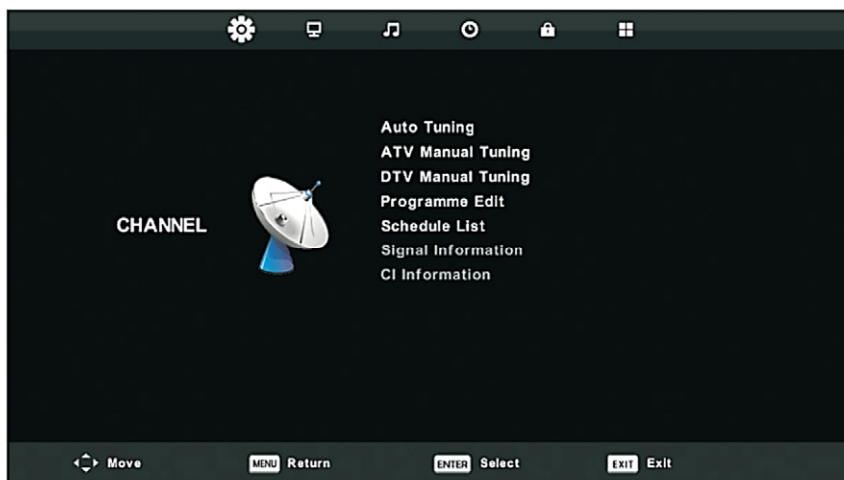 CHANNEL
Auto Tuning
ATV Manual Tuning
DTV Manual Tuning
Programme Edit
Schedule List
Signal Information
CI Information
Move MENU Return ENTER Select EXIT Exit